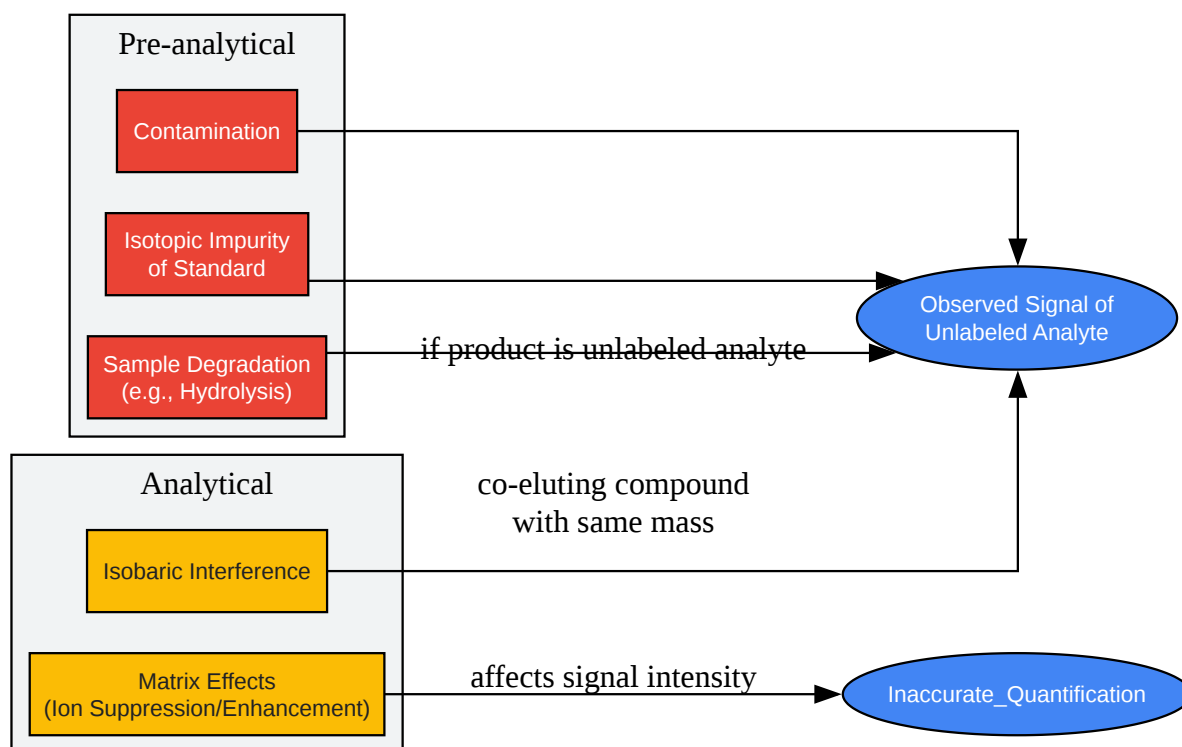 Pre-analytical
Contamination
Isotopic Impurity
of Standard
Sample Degradation
(e.g., Hydrolysis)
if product is unlabeled analyte
Observed Signal of
Unlabeled Analyte
Analytical
co-eluting compound
with same mass
Isobaric Interference
Matrix Effects
(Ion Suppression/Enhancement)
affects signal intensity
Inaccurate_Quantification